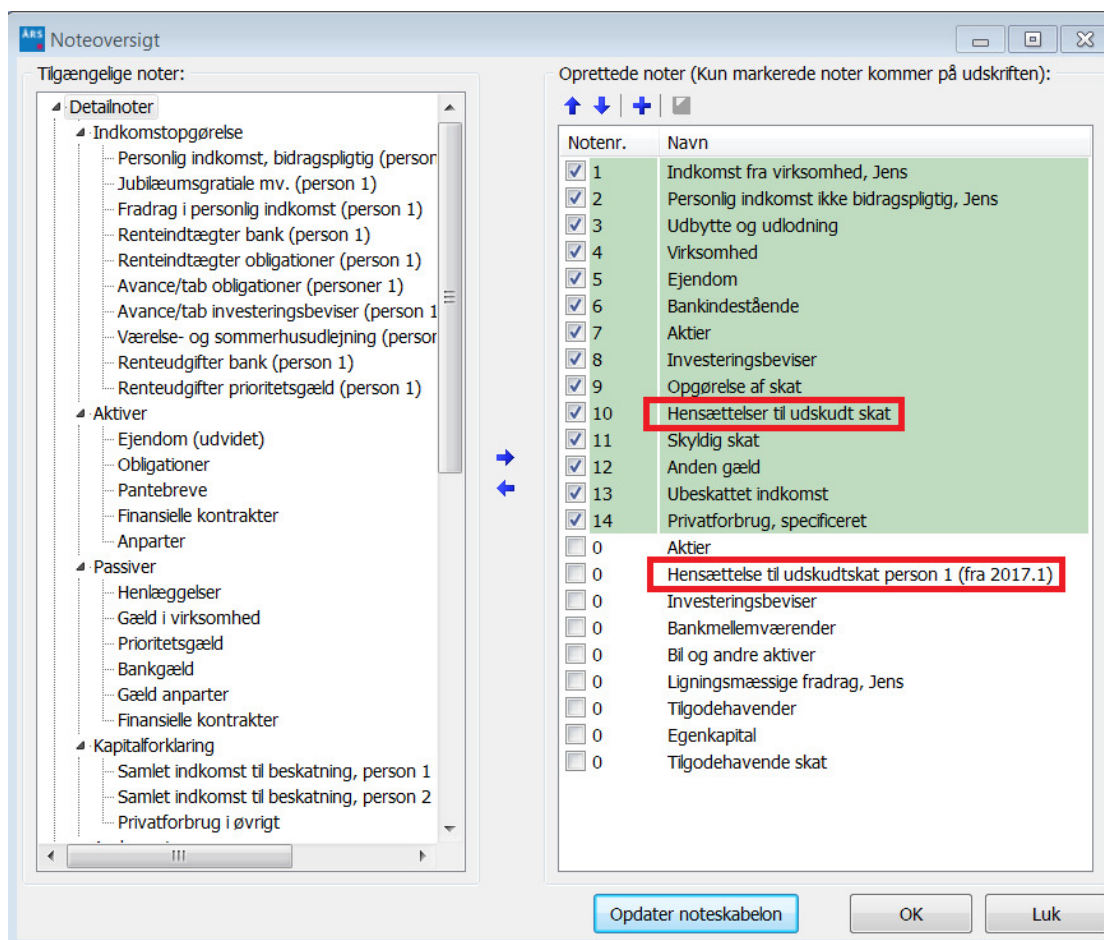 ÅRS Noteoversigt
Tilgængelige noter:
Detailnoter
Indkomstopgørelse
Personlig indkomst, bidragspligtig (person
Jubilæumsgratiale mv. (person 1)
Fradrag i personlig indkomst (person 1)
Renteindtægter bank (person 1)
Renteindtægter obligationer (person 1)
Avance/tab obligationer (personer 1)
Avance/tab investeringsbeviser (person 1
Værelse- og sommerhusudlejning (person
Renteudgifter bank (person 1)
Renteudgifter prioritetsgæld (person 1)
Aktiver
Ejendom (udvidet)
Obligationer
Pantebreve
Finansielle kontrakter
Anparter
Passiver
Henlæggelser
Gæld i virksomhed
Prioritetsgæld
Bankgæld
Gæld anparter
Finansielle kontrakter
Kapitalforklaring
Samlet indkomst til beskatning, person 1
Samlet indkomst til beskatning, person 2
Privatforbrug i øvrigt
Oprettede noter (Kun markerede noter kommer på udskriften):
Notenr. Navn
1 Indkomst fra virksomhed, Jens
2 Personlig indkomst ikke bidragspligtig, Jens
3 Udbytte og udlodning
4 Virksomhed
5 Ejendom
6 Bankindestående
7 Aktier
8 Investeringsbeviser
9 Opgørelse af skat
10 Hensættelser til udskudt skat
11 Skyldig skat
12 Anden gæld
13 Ubeskattet indkomst
14 Privatforbrug, specificeret
0 Aktier
0 Hensættelse til udskudtskat person 1 (fra 2017.1)
0 Investeringsbeviser
0 Bankmellemværender
0 Bil og andre aktiver
0 Ligningsmæssige fradrag, Jens
0 Tilgodehavender
0 Egenkapital
0 Tilgodehavende skat
Opdater noteskabelon
OK
Luk